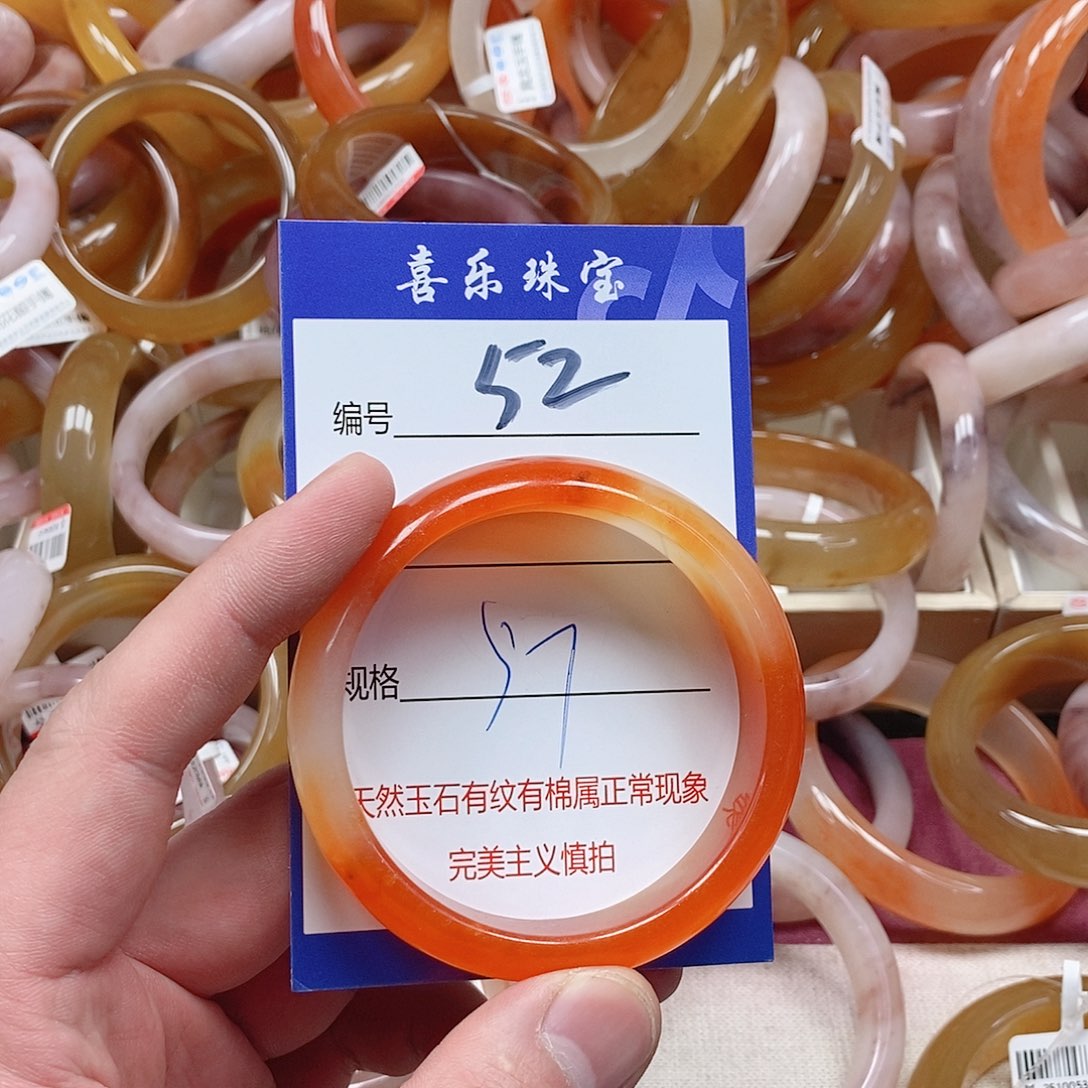 喜乐珠宝
编号 52
规格 57
天然玉石有纹有棉属正常现象
完美主义慎拍